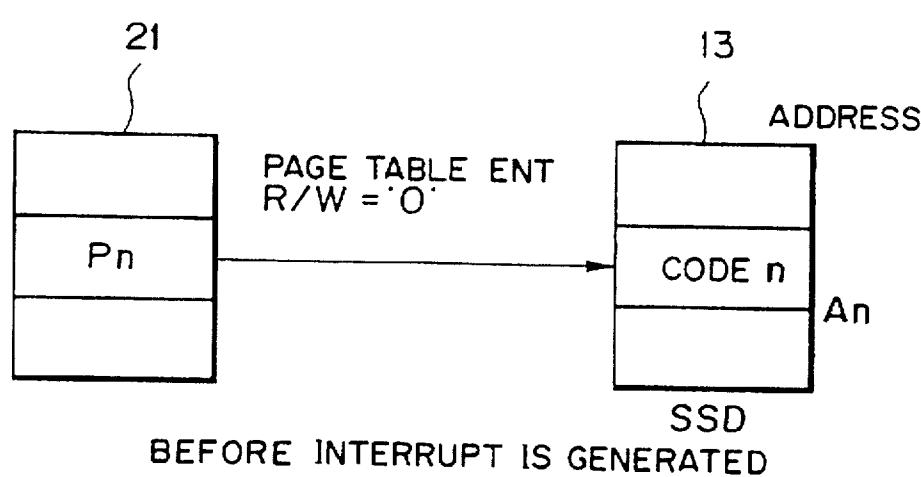 21
13
ADDRESS
PAGE TABLE ENT
R/W = '0'
Pn
CODE n
An
SSD
BEFORE INTERRUPT IS GENERATED